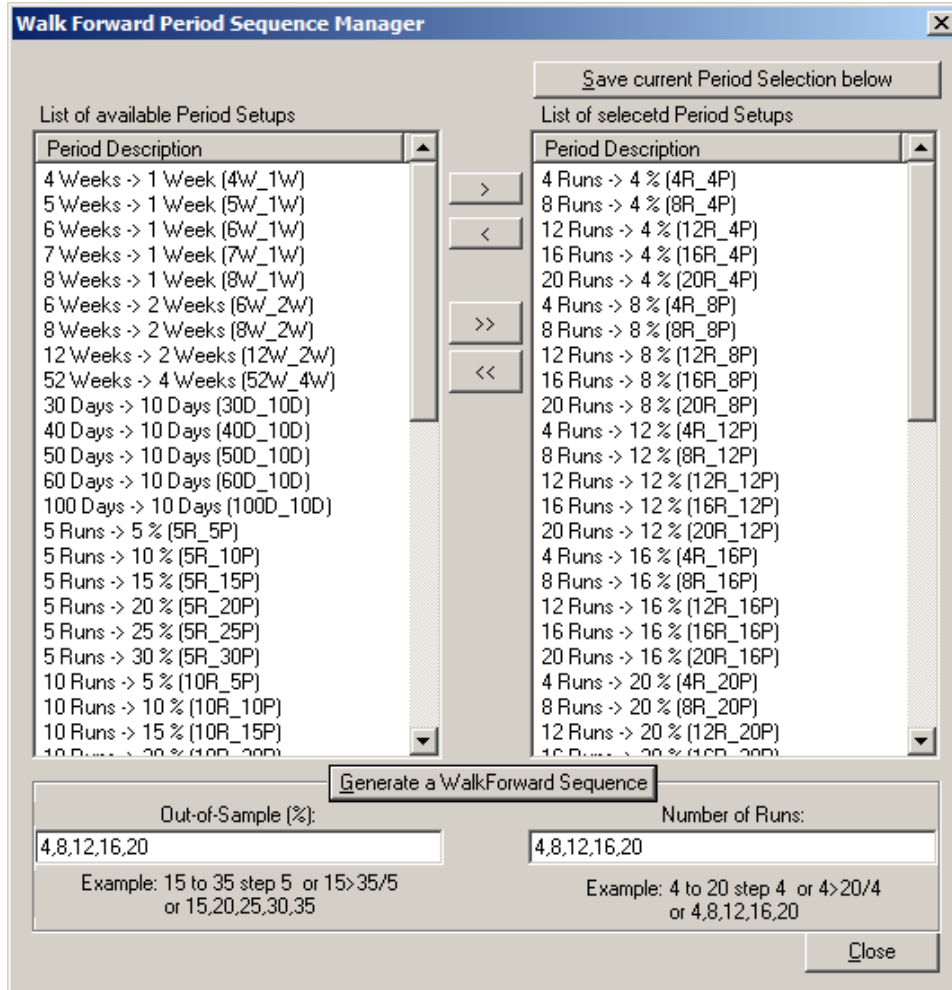 Walk Forward Period Sequence Manager
Save current Period Selection below
List of available Period Setups
Period Description
4 Weeks -> 1 Week (4W_1W)
5 Weeks -> 1 Week (5W_1W)
6 Weeks -> 1 Week (6W_1W)
7 Weeks -> 1 Week (7W_1W)
8 Weeks -> 1 Week (8W_1W)
6 Weeks -> 2 Weeks (6W_2W)
8 Weeks -> 2 Weeks (8W_2W)
12 Weeks -> 2 Weeks (12W_2W)
52 Weeks -> 4 Weeks (52W_4W)
30 Days -> 10 Days (30D_10D)
40 Days -> 10 Days (40D_10D)
50 Days -> 10 Days (50D_10D)
60 Days -> 10 Days (60D_10D)
100 Days -> 10 Days (100D_10D)
5 Runs -> 5 % (5R_5P)
5 Runs -> 10 % (5R_10P)
5 Runs -> 15 % (5R_15P)
5 Runs -> 20 % (5R_20P)
5 Runs -> 25 % (5R_25P)
5 Runs -> 30 % (5R_30P)
10 Runs -> 5 % (10R_5P)
10 Runs -> 10 % (10R_10P)
10 Runs -> 15 % (10R_15P)
10 Runs -> 20 % (10R_20P)
>
<
>>
<<
List of selecetd Period Setups
Period Description
4 Runs -> 4 % (4R_4P)
8 Runs -> 4 % (8R_4P)
12 Runs -> 4 % (12R_4P)
16 Runs -> 4 % (16R_4P)
20 Runs -> 4 % (20R_4P)
4 Runs -> 8 % (4R_8P)
8 Runs -> 8 % (8R_8P)
12 Runs -> 8 % (12R_8P)
16 Runs -> 8 % (16R_8P)
20 Runs -> 8 % (20R_8P)
4 Runs -> 12 % (4R_12P)
8 Runs -> 12 % (8R_12P)
12 Runs -> 12 % (12R_12P)
16 Runs -> 12 % (16R_12P)
20 Runs -> 12 % (20R_12P)
4 Runs -> 16 % (4R_16P)
8 Runs -> 16 % (8R_16P)
12 Runs -> 16 % (12R_16P)
16 Runs -> 16 % (16R_16P)
20 Runs -> 16 % (20R_16P)
4 Runs -> 20 % (4R_20P)
8 Runs -> 20 % (8R_20P)
12 Runs -> 20 % (12R_20P)
16 Runs -> 20 % (16R_20P)
Generate a WalkForward Sequence
Out-of-Sample (%):
4,8,12,16,20
Example: 15 to 35 step 5 or 15>35/5
or 15,20,25,30,35
Number of Runs:
4,8,12,16,20
Example: 4 to 20 step 4 or 4>20/4
or 4,8,12,16,20
Close